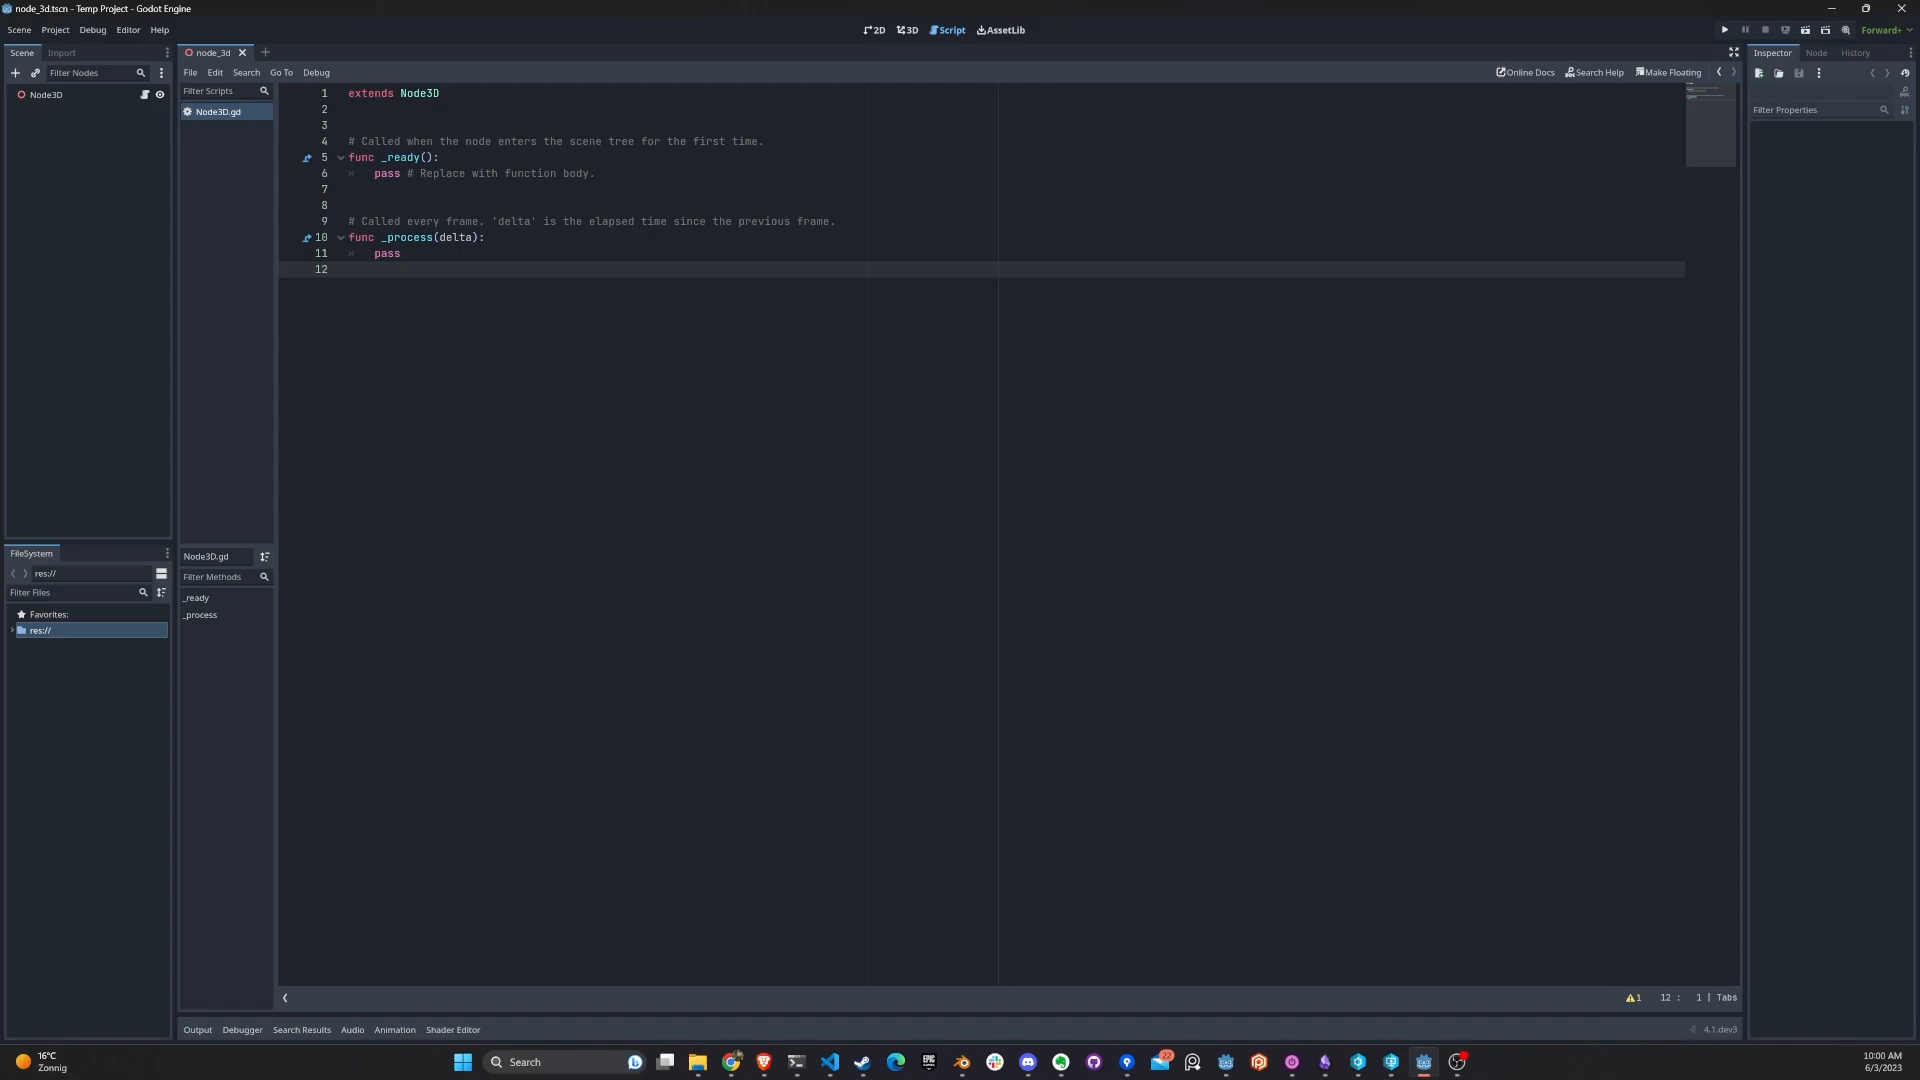 node_3d.tscn - Temp Project - Godot Engine
Scene Project Debug Editor Help
2D 3D Script AssetLib
Forward+
Scene Import
Filter Nodes
Node3D
node_3d
File Edit Search Go To Debug
Online Docs Search Help Make Floating
Filter Scripts
Node3D.gd
1 extends Node3D
2
3
4 # Called when the node enters the scene tree for the first time.
5 func _ready():
6 pass # Replace with function body.
7
8
9 # Called every frame. 'delta' is the elapsed time since the previous frame.
10 func _process(delta):
11 pass
12
Inspector Node History
Filter Properties
FileSystem
res://
Filter Files
Favorites:
res://
Node3D.gd
Filter Methods
_ready
_process
1 12 : 1 | Tabs
Output Debugger Search Results Audio Animation Shader Editor
4.1.dev3
16°C
Zonnig
Search
EPIC
22
10:00 AM
6/3/2023